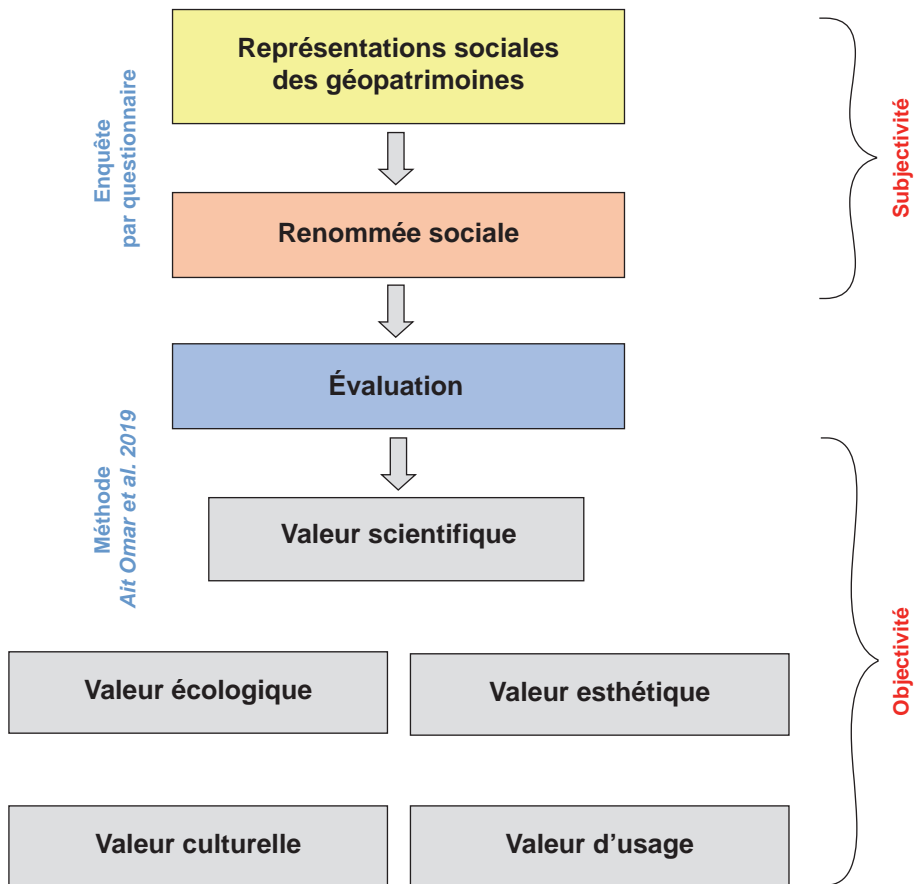 Représentations sociales
des géopatrimoines
Enquête
par questionnaire
Subjectivité
Renommée sociale
Évaluation
Méthode
Ait Omar et al. 2019
Valeur scientifique
Objectivité
Valeur écologique
Valeur esthétique
Valeur culturelle
Valeur d'usage